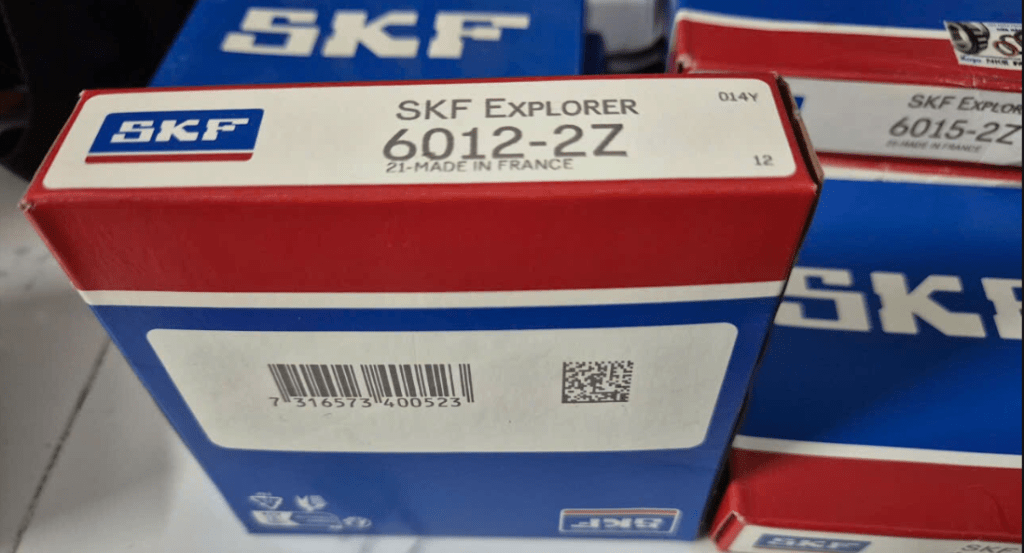 SKF
SKF
SKF EXPLORER
6012-2Z
21-MADE IN FRANCE
014Y
12
7 316573 400523
SKF
SKF EXPLOR
6015-2Z
SKF
SKF